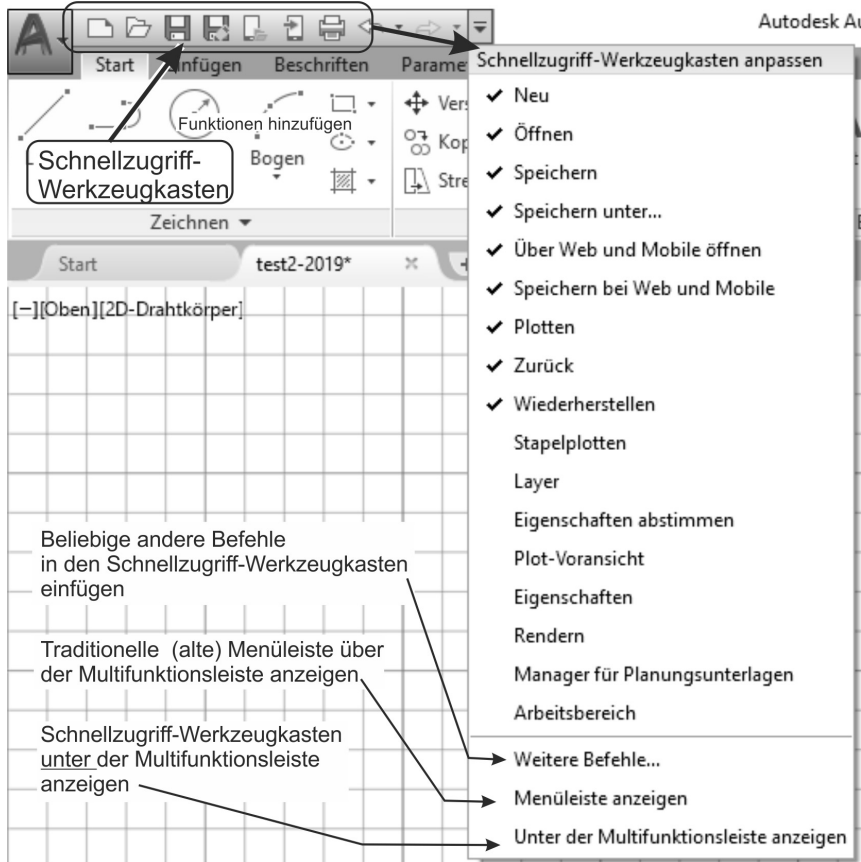 Autodesk
Start Einfügen Beschriften
Schnellzugriff-Werkzeugkasten anpassen
Neu
Funktionen hinzufügen
Öffnen
Bogen
Schnellzugriff-
Werkzeugkasten
Speichern
Zeichnen
Speichern unter...
Über Web und Mobile öffnen
Start
test2-2019*
Speichern bei Web und Mobile
[−][Oben][2D-Drahtkörper]
Plotten
Zurück
Wiederherstellen
Stapelplotten
Layer
Eigenschaften abstimmen
Plot-Voransicht
Eigenschaften
Rendern
Manager für Planungsunterlagen
Arbeitsbereich
Beliebige andere Befehle
in den Schnellzugriff-Werkzeugkasten
einfügen
Traditionelle (alte) Menüleiste über
der Multifunktionsleiste anzeigen
Schnellzugriff-Werkzeugkasten
unter der Multifunktionsleiste
anzeigen
Weitere Befehle...
Menüleiste anzeigen
Unter der Multifunktionsleiste anzeigen